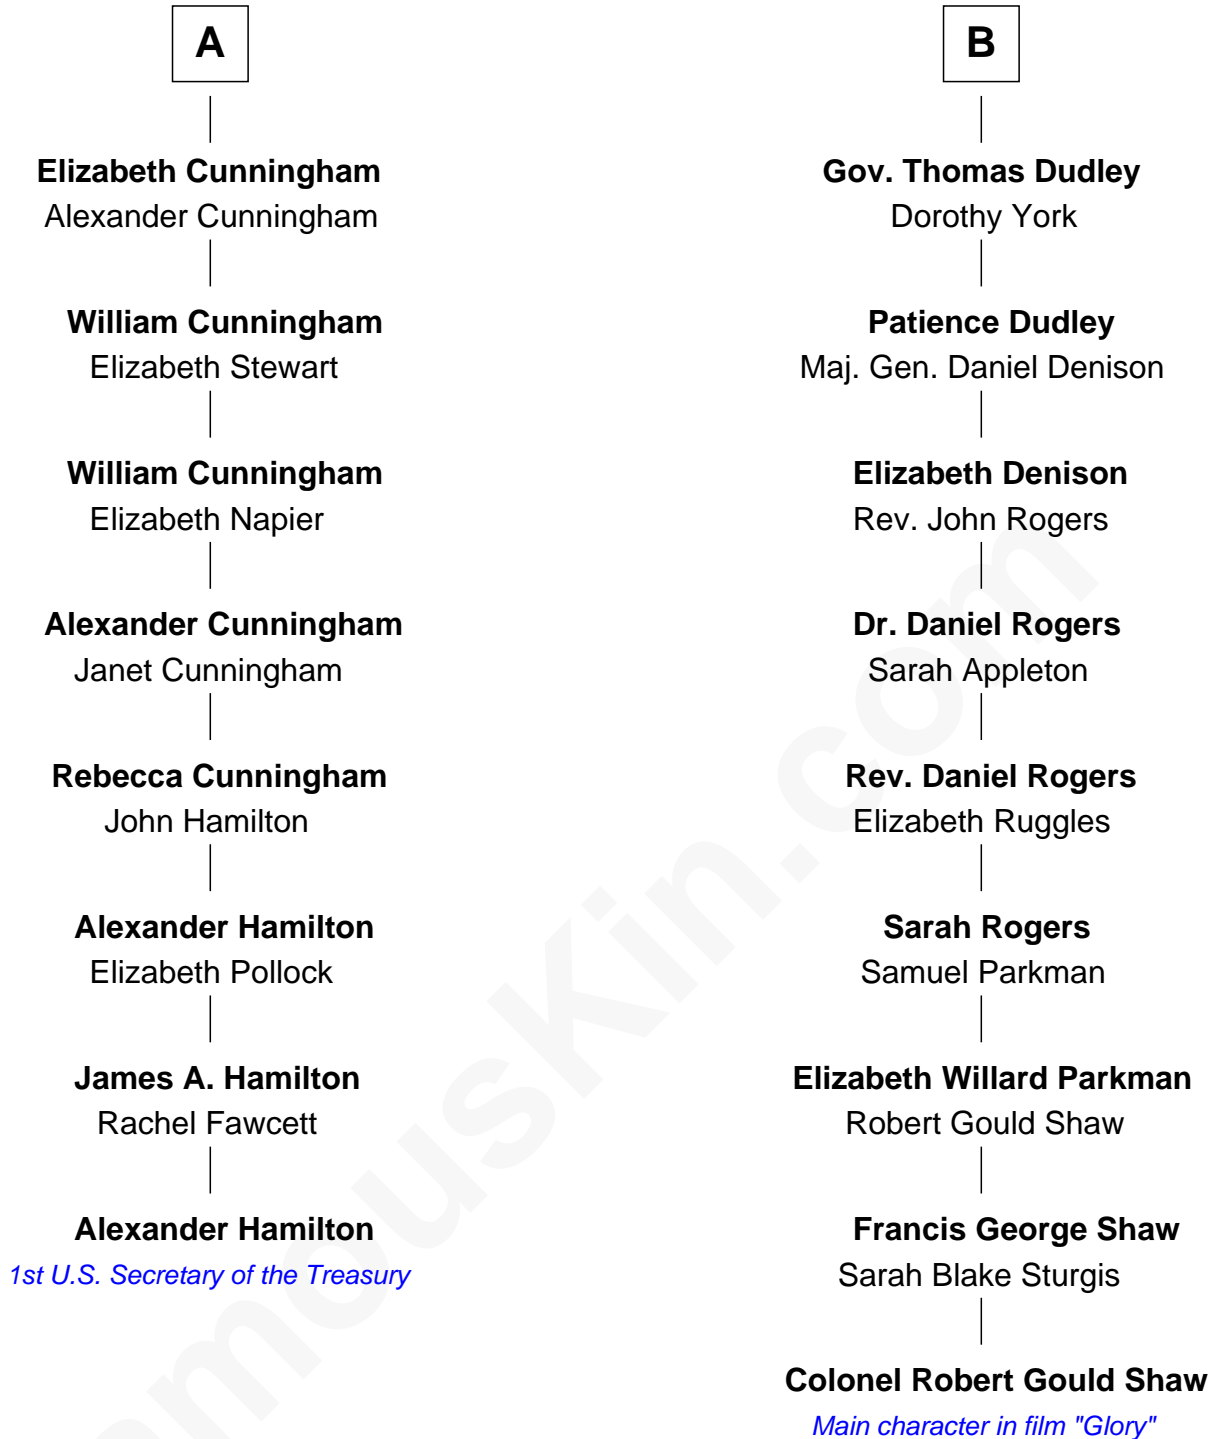 A
Elizabeth Cunningham
Alexander Cunningham
William Cunningham
Elizabeth Stewart
William Cunningham
Elizabeth Napier
Alexander Cunningham
Janet Cunningham
Rebecca Cunningham
John Hamilton
Alexander Hamilton
Elizabeth Pollock
James A. Hamilton
Rachel Fawcett
Alexander Hamilton
1st U.S. Secretary of the Treasury
B
Gov. Thomas Dudley
Dorothy York
Patience Dudley
Maj. Gen. Daniel Denison
Elizabeth Denison
Rev. John Rogers
Dr. Daniel Rogers
Sarah Appleton
Rev. Daniel Rogers
Elizabeth Ruggles
Sarah Rogers
Samuel Parkman
Elizabeth Willard Parkman
Robert Gould Shaw
Francis George Shaw
Sarah Blake Sturgis
Colonel Robert Gould Shaw
Main character in film "Glory"
amousKin.com